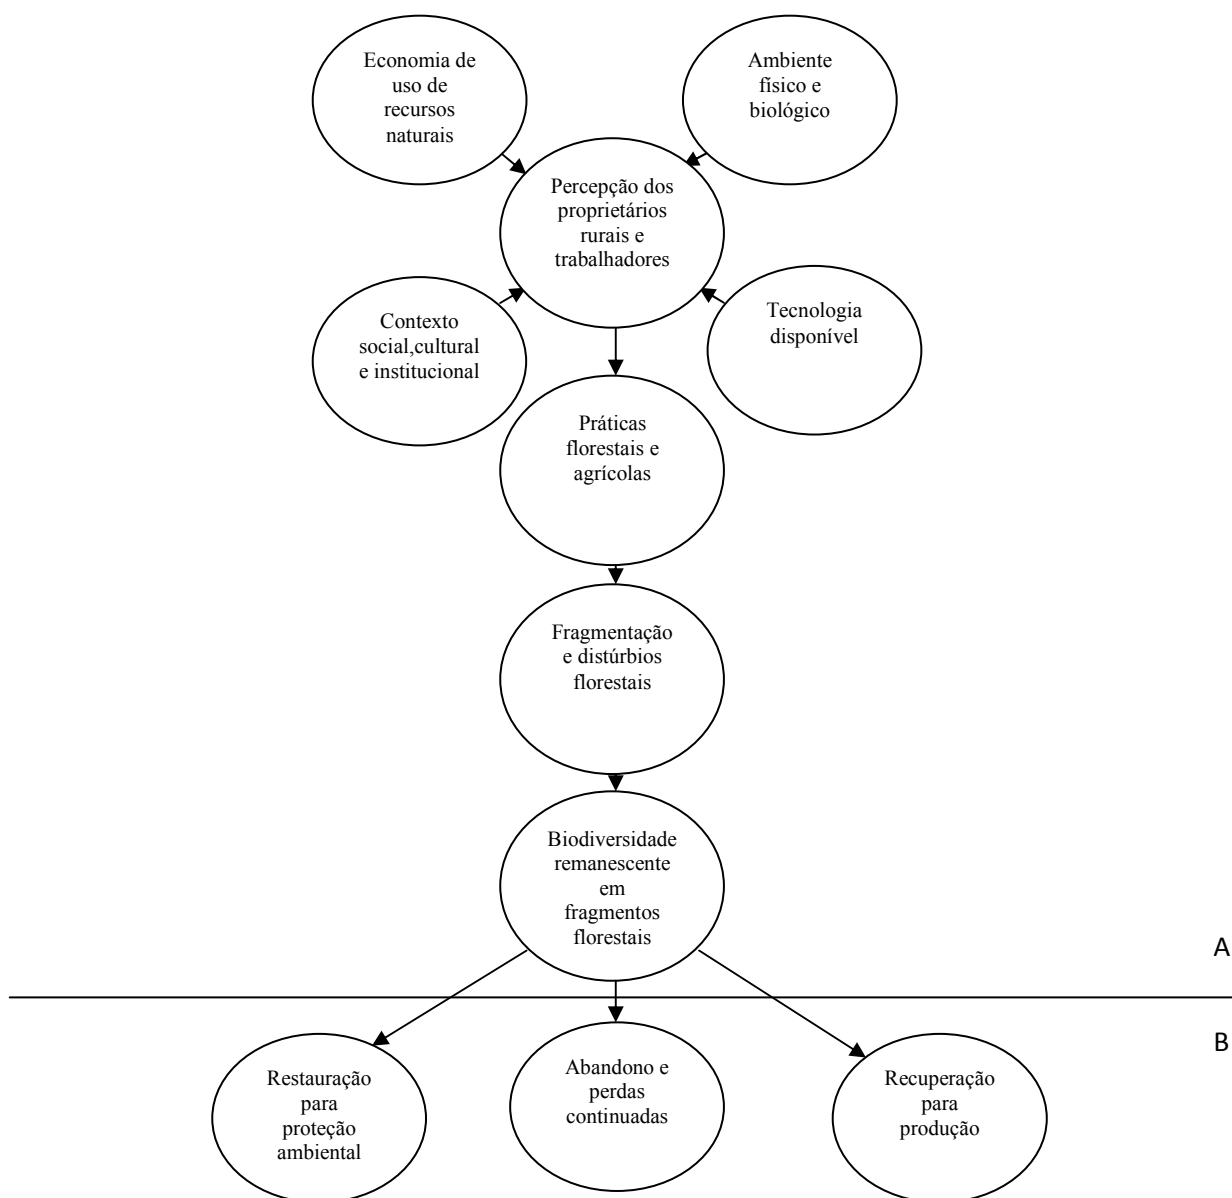 Economia de
uso de
recursos
naturais
Ambiente
físico e
biológico
Percepção dos
proprietários
rurais e
trabalhadores
Contexto
social,cultural
e institucional
Tecnologia
disponível
Práticas
florestais e
agrícolas
Fragmentação
e distúrbios
florestais
Biodiversidade
remanescente
em
fragmentos
florestais
A
B
Restauração
para
proteção
ambiental
Abandono e
perdas
continuadas
Recuperação
para
produção